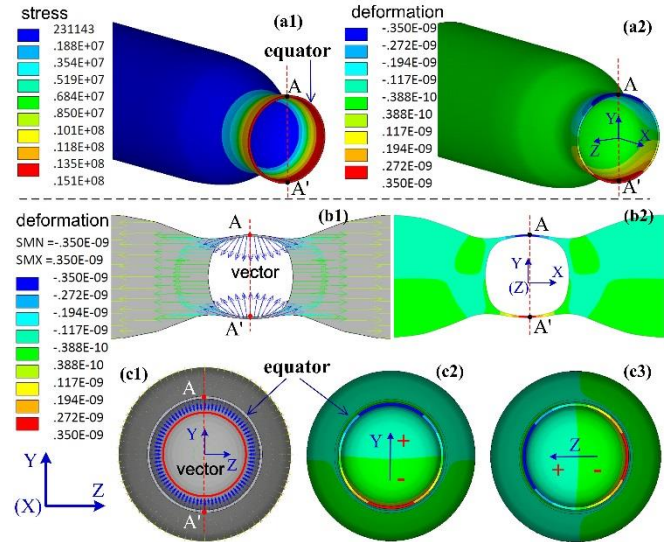 stress
231143
.188E+07
.354E+07
.519E+07
.684E+07
.850E+07
.101E+08
.118E+08
.135E+08
.151E+08
(a1)
equator
A
A'
deformation
-.350E-09
-.272E-09
-.194E-09
-.117E-09
-.388E-10
.388E-10
.117E-09
.194E-09
.272E-09
.350E-09
(a2)
A
Y
Z
X
A'
deformation
SMN =-.350E-09
SMX =.350E-09
-.350E-09
-.272E-09
-.194E-09
-.117E-09
-.388E-10
.388E-10
.117E-09
.194E-09
.272E-09
.350E-09
Y
(X)
Z
(b1)
A
vector
A'
(b2)
A
Y
(Z)
X
A'
(c1)
A
equator
Y
Z
vector
A'
(c2)
Y
+
-
(c3)
Z
+
-